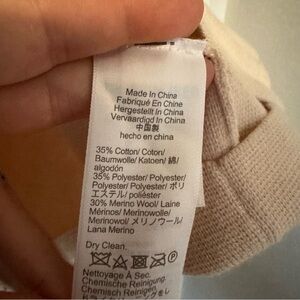 Made In China
Fabriqué En Chine
Hergestellt In China
Vervaardigd In China
中国製
hecho en china
35% Cotton/ Coton/
Baumwolle/ Katoen/ 綿/
algodón
35% Polyester/ Polyester/
Polyester/ Polyester/ ポリ
エステル/ poliéster
30% Merino Wool/ Laine
Mérinos/ Merinowolle/
Merinowol/ メリノウール/
Lana Merino
Dry Clean.
Nettoyage À Sec.
Chemische Reinigung.
Chemisch Reinigen.